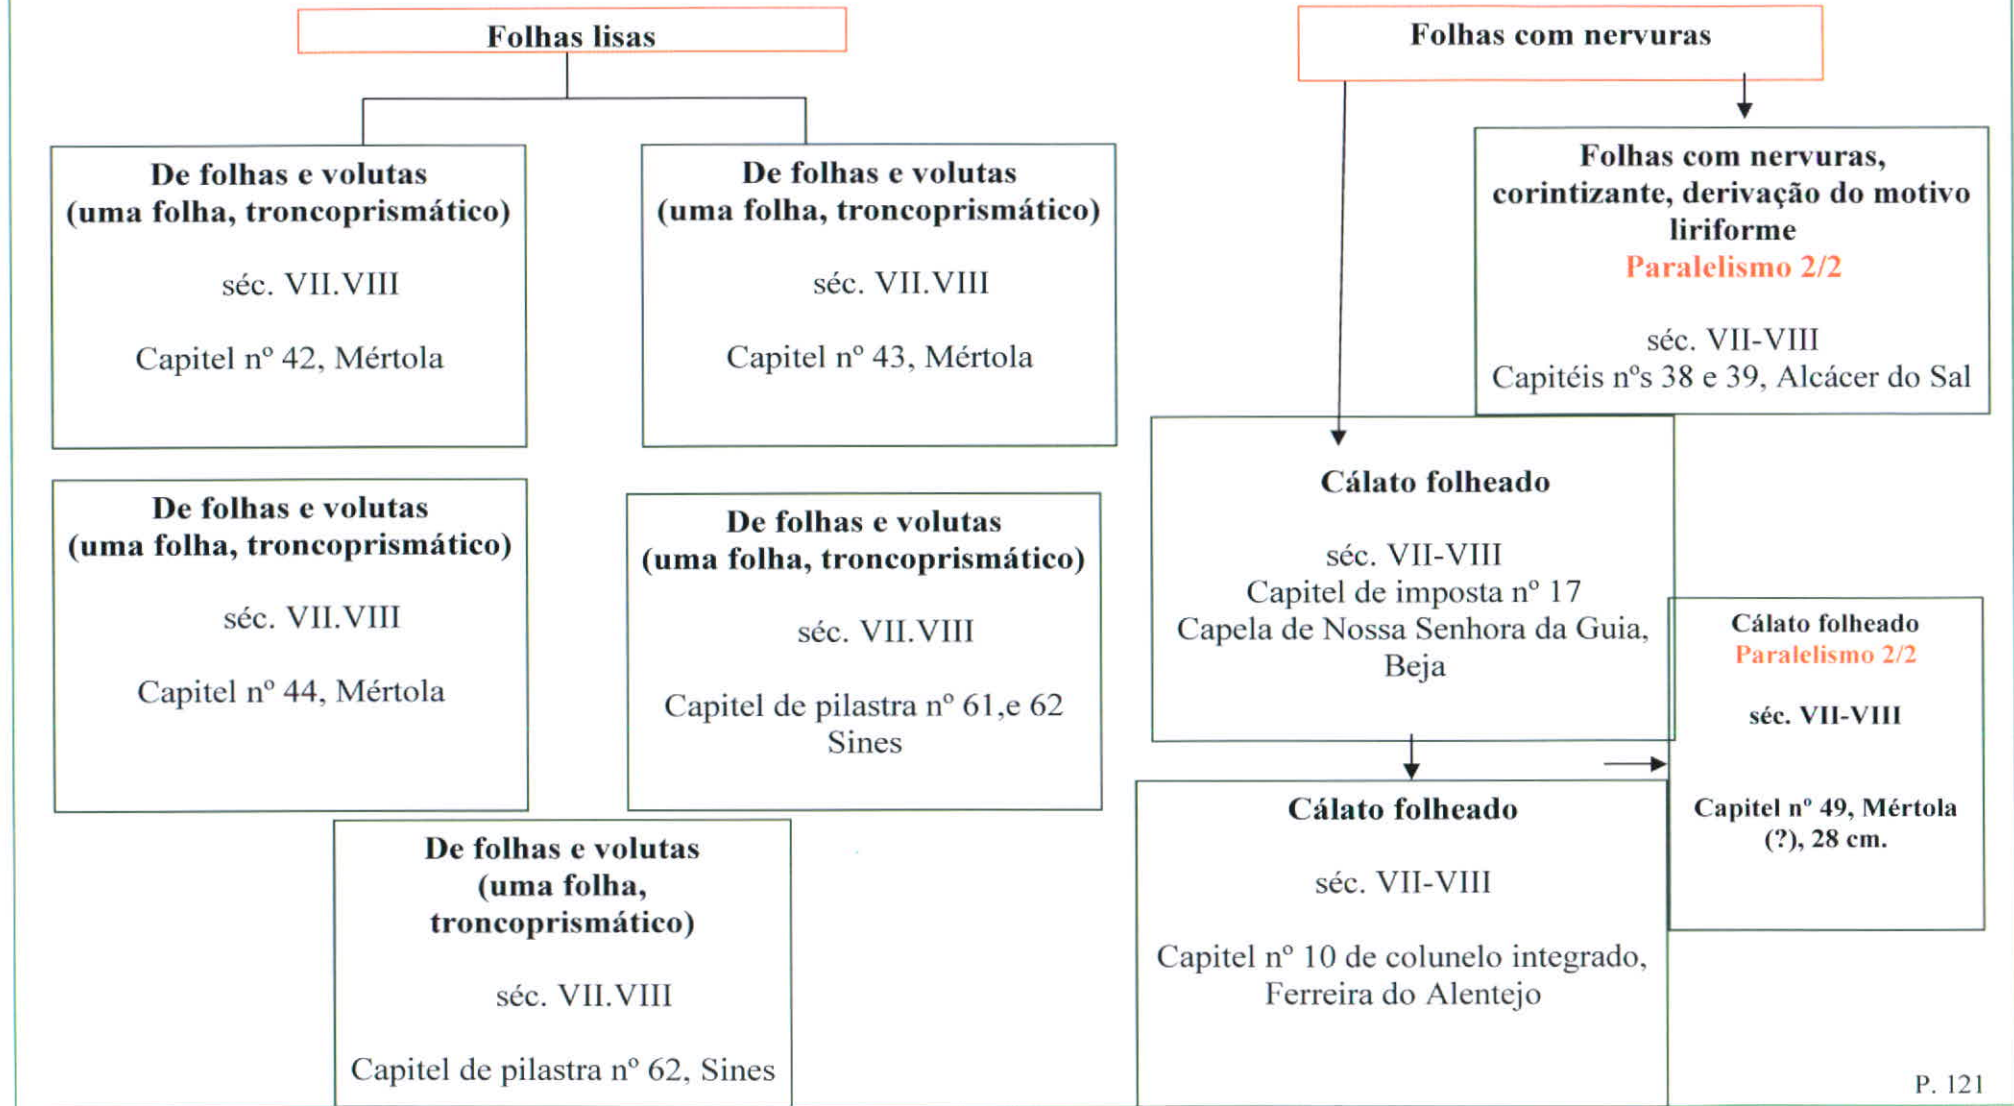 Folhas lisas
De folhas e volutas
(uma folha, troncoprismático)
séc. VII.VIII
Capitel nº 42, Mértola
De folhas e volutas
(uma folha, troncoprismático)
séc. VII.VIII
Capitel nº 43, Mértola
De folhas e volutas
(uma folha, troncoprismático)
séc. VII.VIII
Capitel nº 44, Mértola
De folhas e volutas
(uma folha, troncoprismático)
séc. VII.VIII
Capitel de pilastra nº 61,e 62
Sines
De folhas e volutas
(uma folha,
troncoprismático)
séc. VII.VIII
Capitel de pilastra nº 62, Sines
Folhas com nervuras
Folhas com nervuras,
corintizante, derivação do motivo
liriforme
Paralelismo 2/2
séc. VII-VIII
Capitéis nºs 38 e 39, Alcácer do Sal
Cálato folheado
séc. VII-VIII
Capitel de imposta nº 17
Capela de Nossa Senhora da Guia,
Beja
Cálato folheado
Paralelismo 2/2
séc. VII-VIII
Capitel nº 49, Mértola
(?), 28 cm.
Cálato folheado
séc. VII-VIII
Capitel nº 10 de colunelo integrado,
Ferreira do Alentejo
P. 121